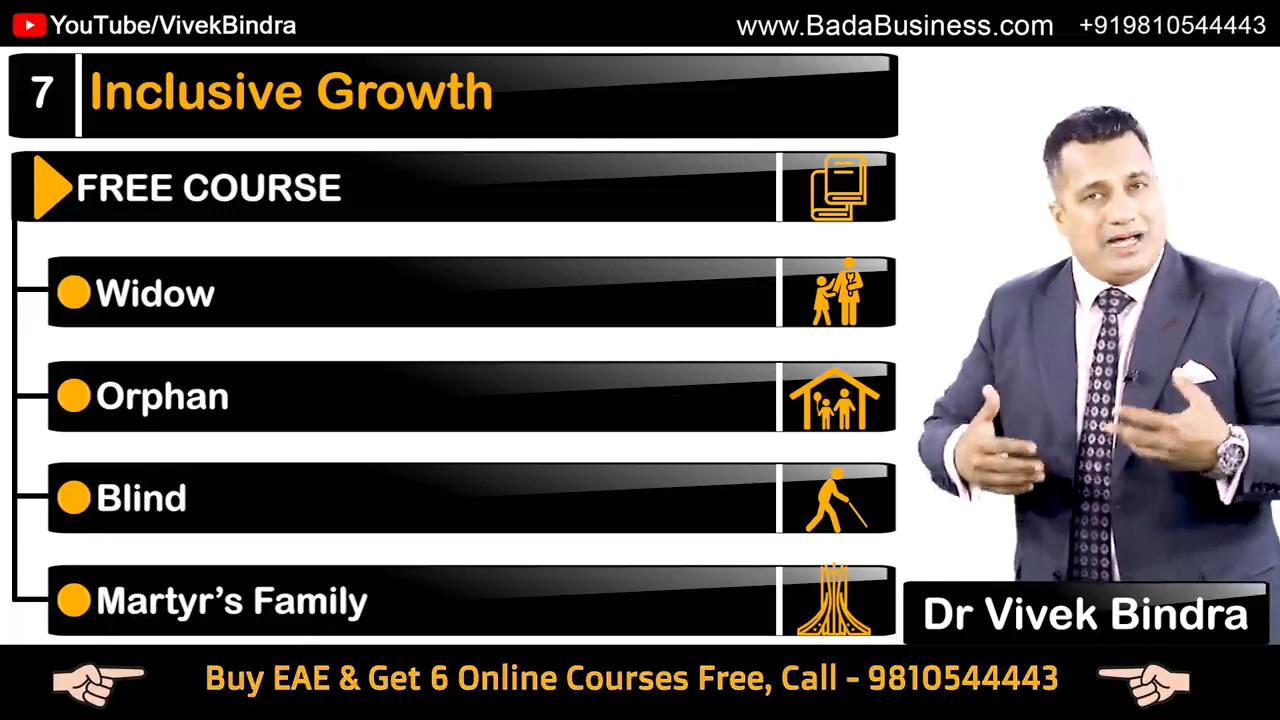 YouTube/VivekBindra
www.BadaBusiness.com +919810544443
7 Inclusive Growth
FREE COURSE
Widow
Orphan
Blind
Martyr's Family
Dr Vivek Bindra
Buy EAE & Get 6 Online Courses Free, Call - 9810544443